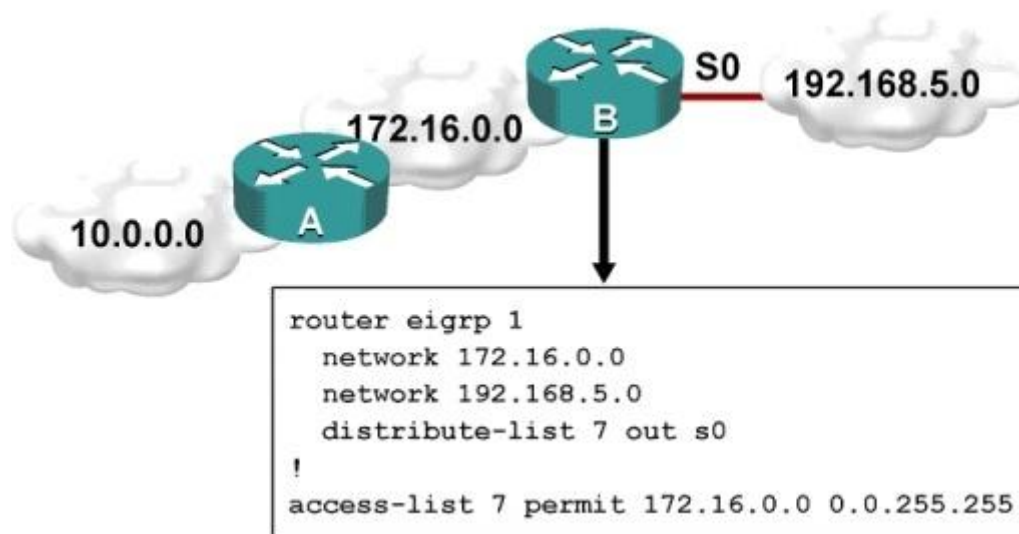 S0
192.168.5.0
B
172.16.0.0
A
10.0.0.0
router eigrp 1
network 172.16.0.0
network 192.168.5.0
distribute-list 7 out s0
!
access-list 7 permit 172.16.0.0 0.0.255.255